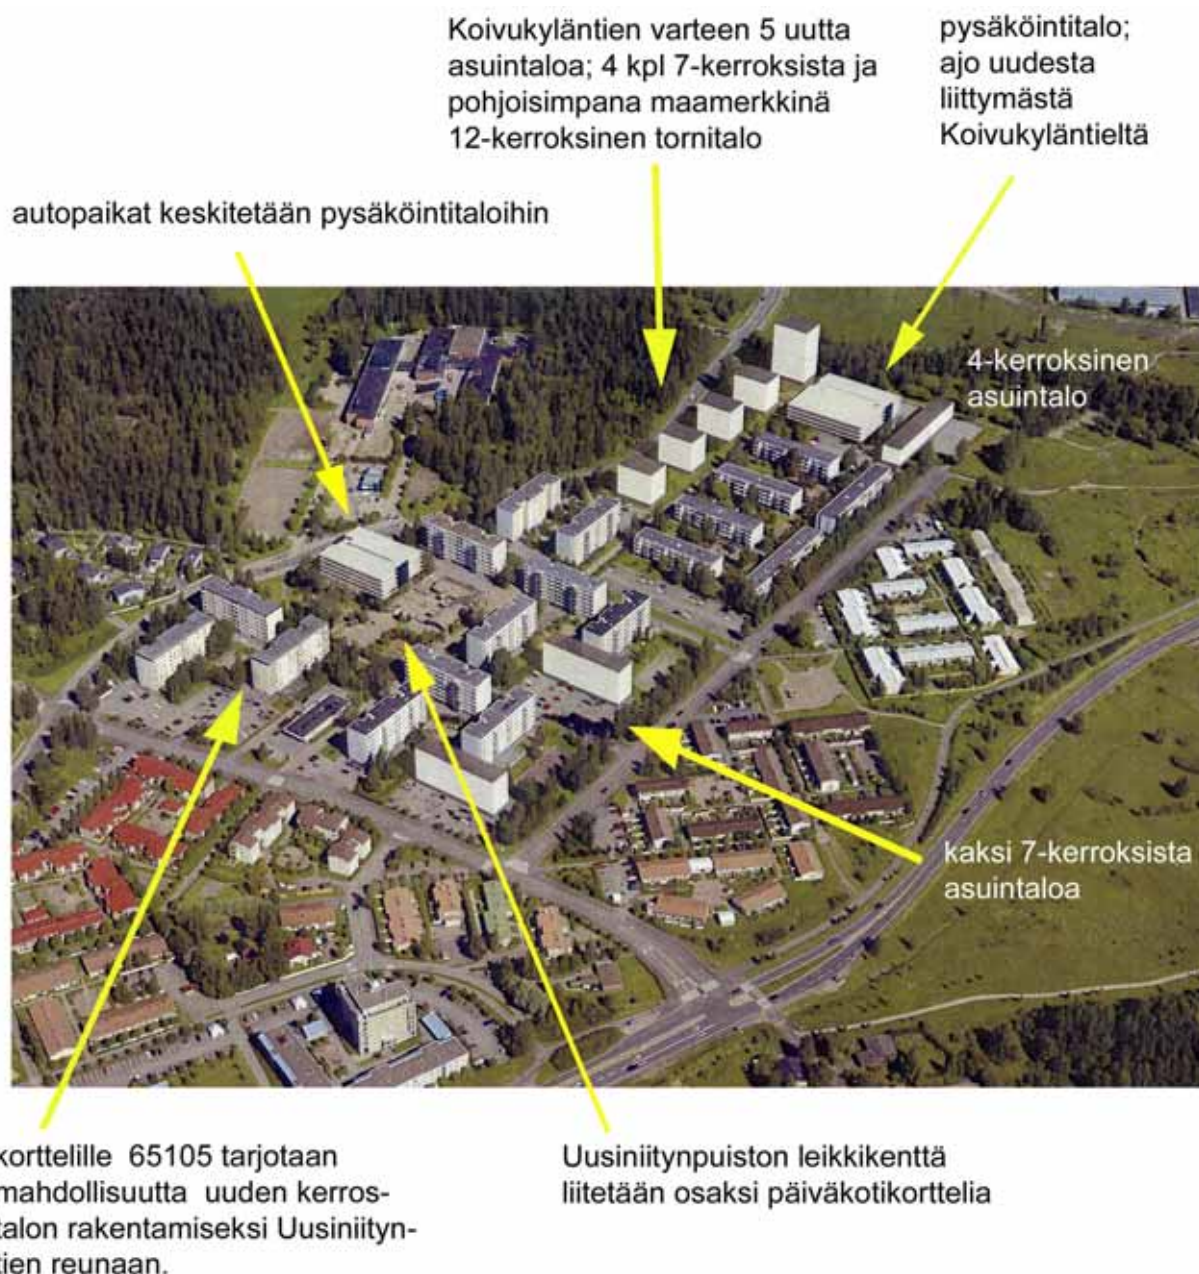 Koivukyläntien varteen 5 uutta
asuintaloa; 4 kpl 7-kerroksista ja
pohjoisimpana maamerkkinä
12-kerroksinen tornitalo
pysäköintitalo;
ajo uudesta
liittymästä
Koivukyläntieltä
autopaikat keskitetään pysäköintitaloihin
4-kerroksinen
asuintalo
kaksi 7-kerroksista
asuintaloa
korttelille 65105 tarjotaan
mahdollisuutta uuden kerros-
talon rakentamiseksi Uusiniityn-
tien reunaan.
Uusiniitynpuiston leikkikenttä
liitetään osaksi päiväkotikorttelia